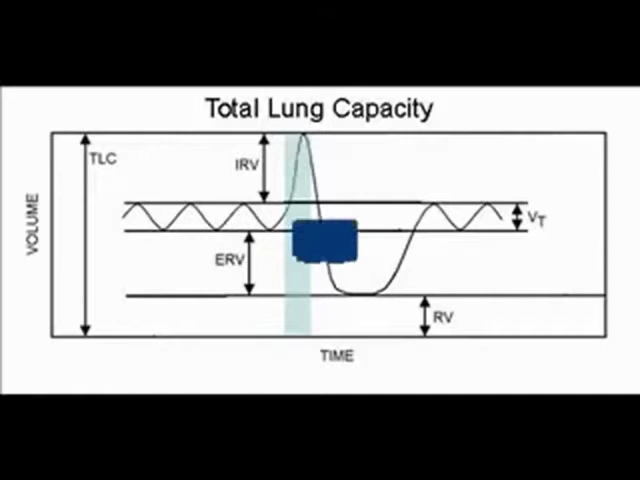 Total Lung Capacity
TLC
IRV
VOLUME
VT
ERV
RV
TIME